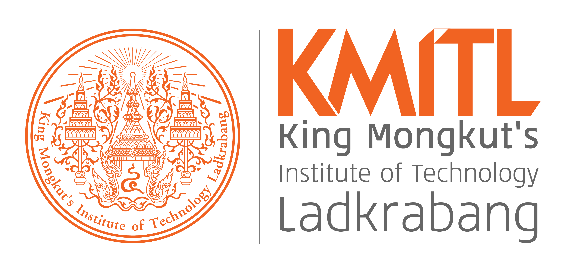 King Mongkut's Institute of Technology Ladkrabang
KMITL
King Mongkut's
Institute of Technology
Ladkrabang